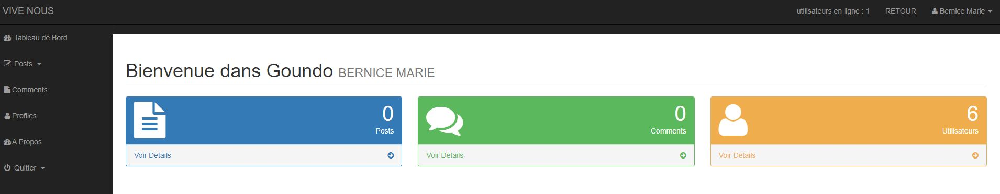 VIVE NOUS
utilisateurs en ligne : 1 RETOUR Bernice Marie
Tableau de Bord
Posts
Comments
Profiles
A Propos
Quitter
Bienvenue dans Goundo BERNICE MARIE
0
Posts
Voir Details
0
Comments
Voir Details
6
Utilisateurs
Voir Details